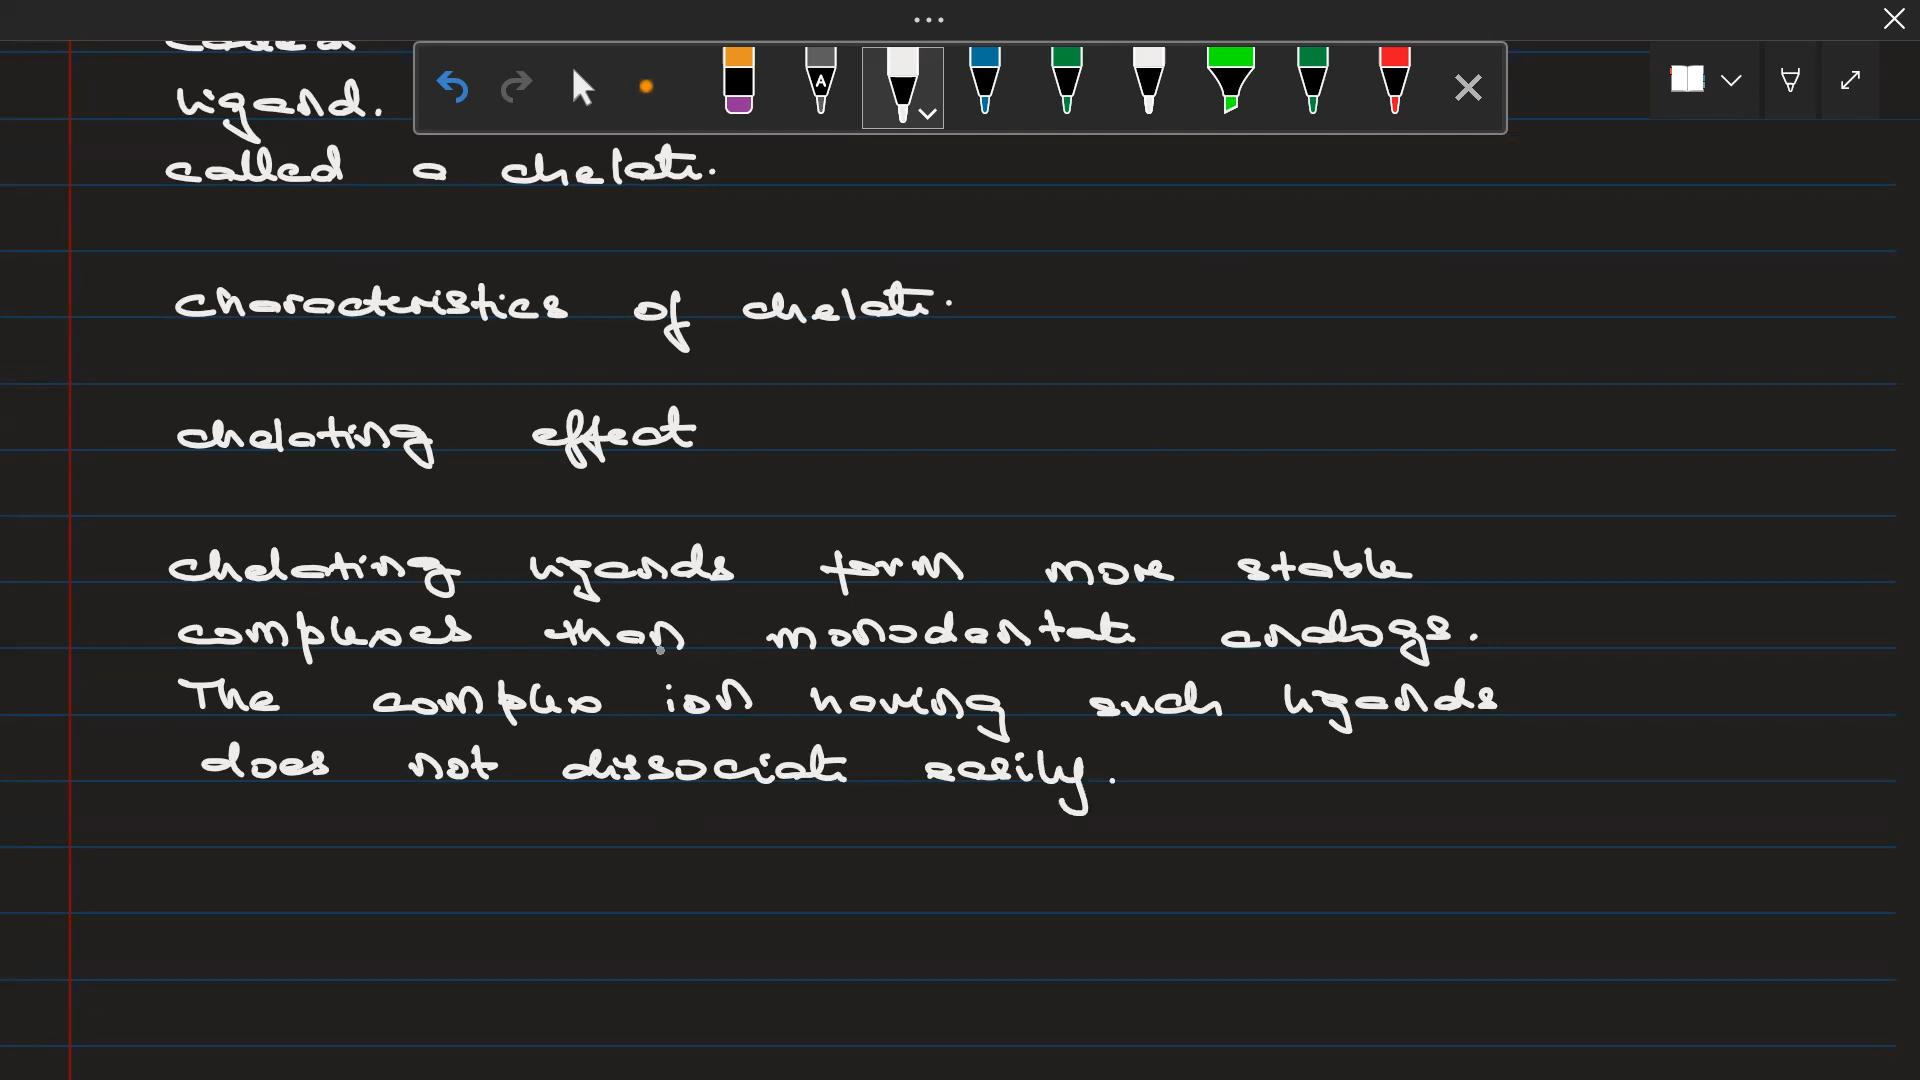 called
ligand.
called a chelate.
characteristics of chelate.
chelating effect
chelating ligands form more stable
complexes than monodentate analogs.
The complex ion having such ligands
does not dissociate easily.